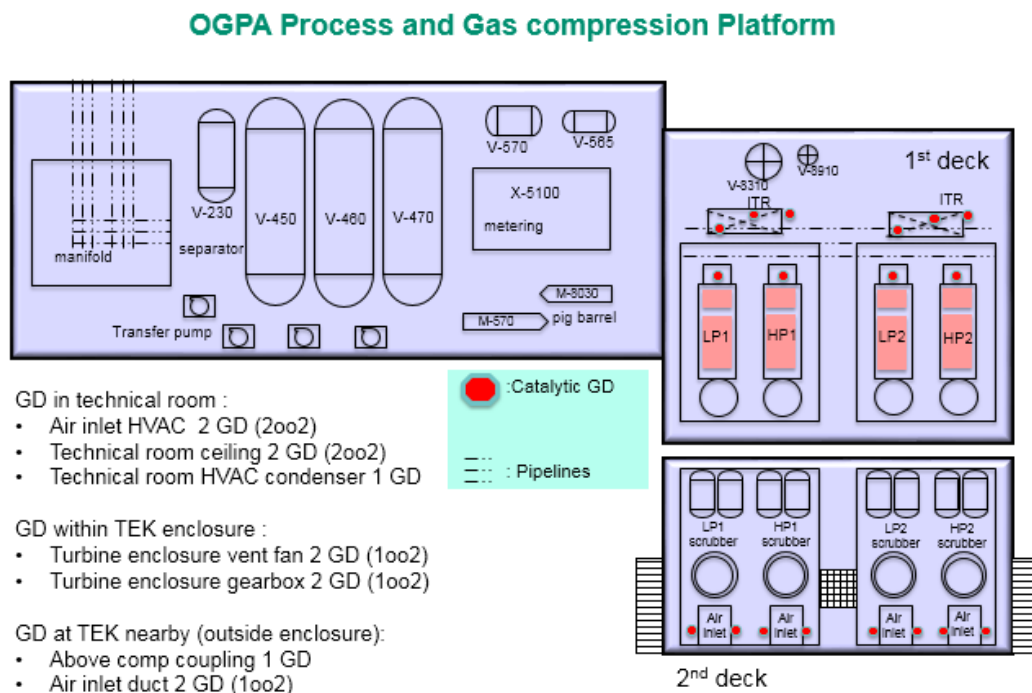 OGPA Process and Gas compression Platform
1st deck
V-570
V-565
V-8310
V-8910
ITR
ITR
X-5100
metering
V-230
V-450
V-460
V-470
separator
manifold
M-8030
M-570
pig barrel
Transfer pump
LP1
HP1
LP2
HP2
:Catalytic GD
: Pipelines
GD in technical room :
• Air inlet HVAC 2 GD (2oo2)
• Technical room ceiling 2 GD (2oo2)
• Technical room HVAC condenser 1 GD
GD within TEK enclosure :
• Turbine enclosure vent fan 2 GD (1oo2)
• Turbine enclosure gearbox 2 GD (1oo2)
GD at TEK nearby (outside enclosure):
• Above comp coupling 1 GD
• Air inlet duct 2 GD (1oo2)
LP1
scrubber
HP1
scrubber
LP2
scrubber
HP2
scrubber
Air
inlet
Air
inlet
Air
inlet
Air
inlet
2nd deck